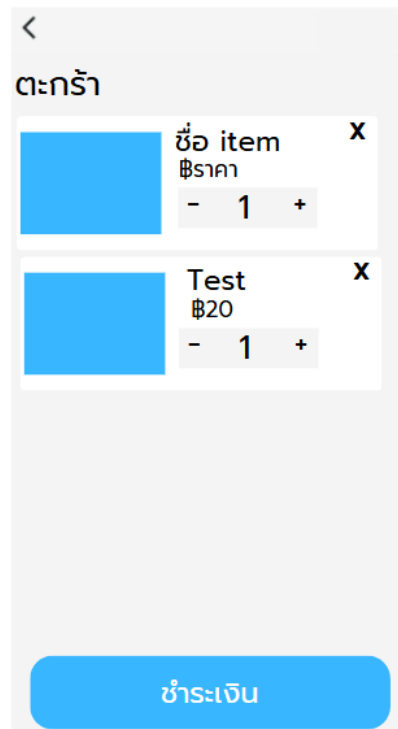 <
ตะกร้า
ชื่อ item
X
฿ราคา
- 1 +
Test
X
฿20
- 1 +
ชำระเงิน